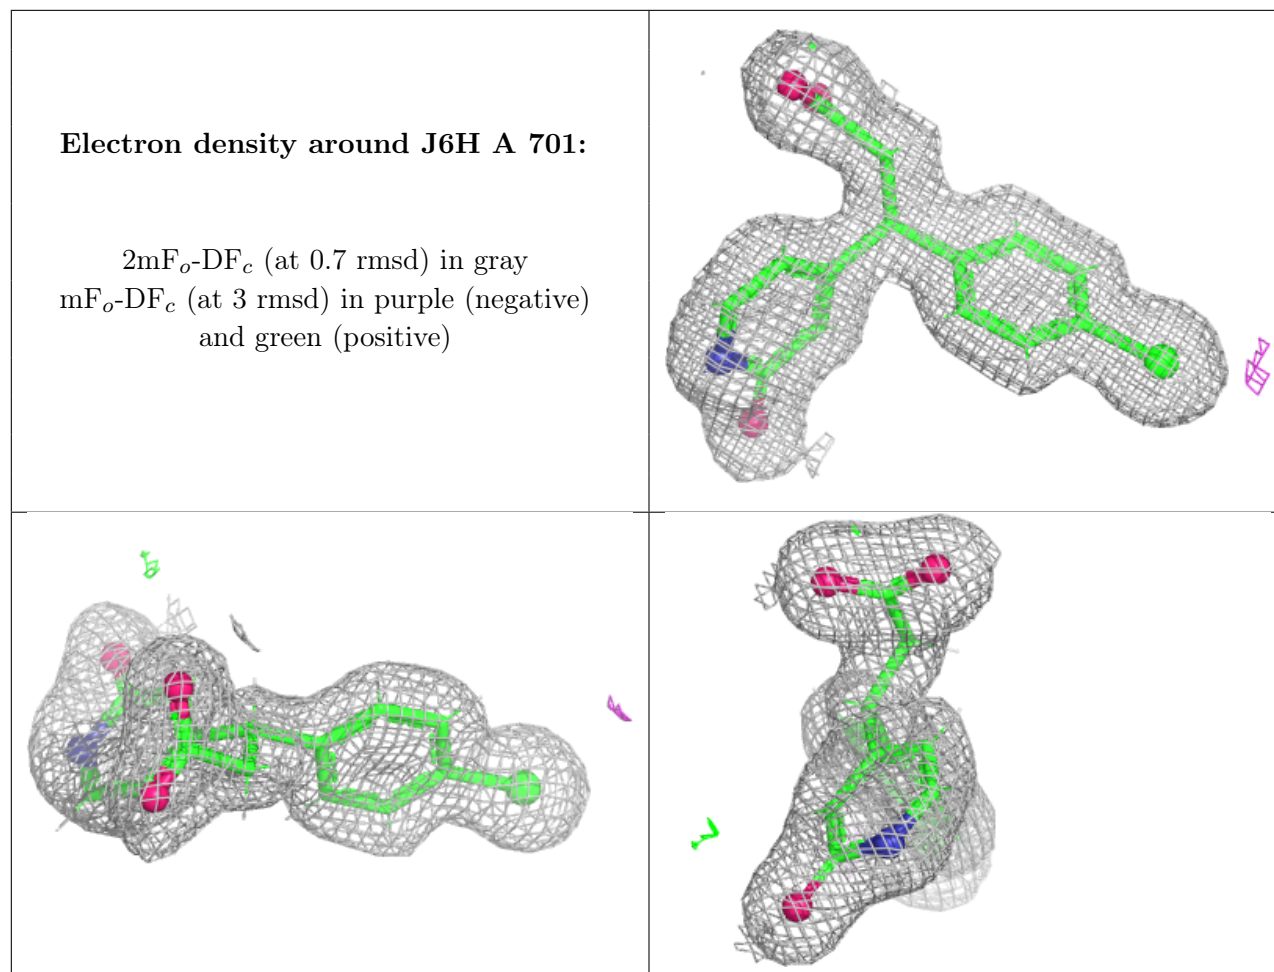 Electron density around J6H A 701:
2mFo-DFc (at 0.7 rmsd) in gray
mFo-DFc (at 3 rmsd) in purple (negative)
and green (positive)